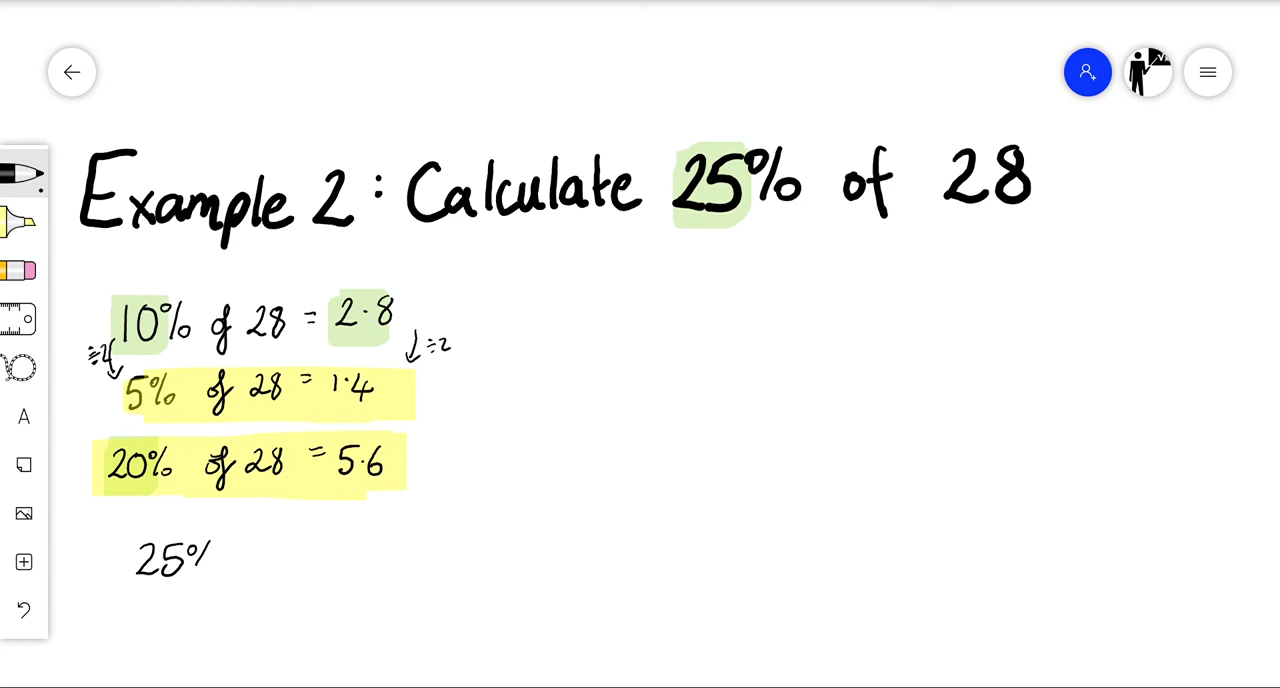 Example 2: Calculate 25% of 28
10% of 28 = 2.8
÷2 ÷2
5% of 28 = 1.4
20% of 28 = 5.6
25%